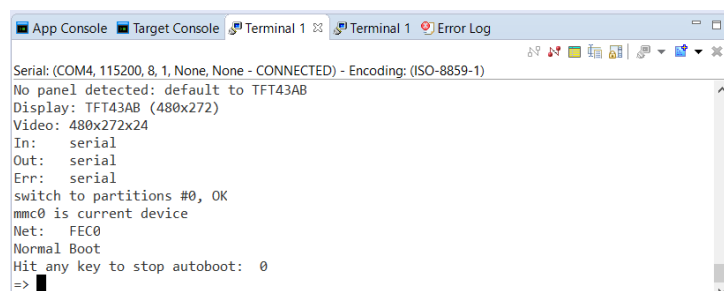 App Console Target Console Terminal 1 Terminal 1 Error Log
Serial: (COM4, 115200, 8, 1, None, None - CONNECTED) - Encoding: (ISO-8859-1)
No panel detected: default to TFT43AB
Display: TFT43AB (480x272)
Video: 480x272x24
In:    serial
Out:   serial
Err:   serial
switch to partitions #0, OK
mmc0 is current device
Net:   FEC0
Normal Boot
Hit any key to stop autoboot:  0
=>